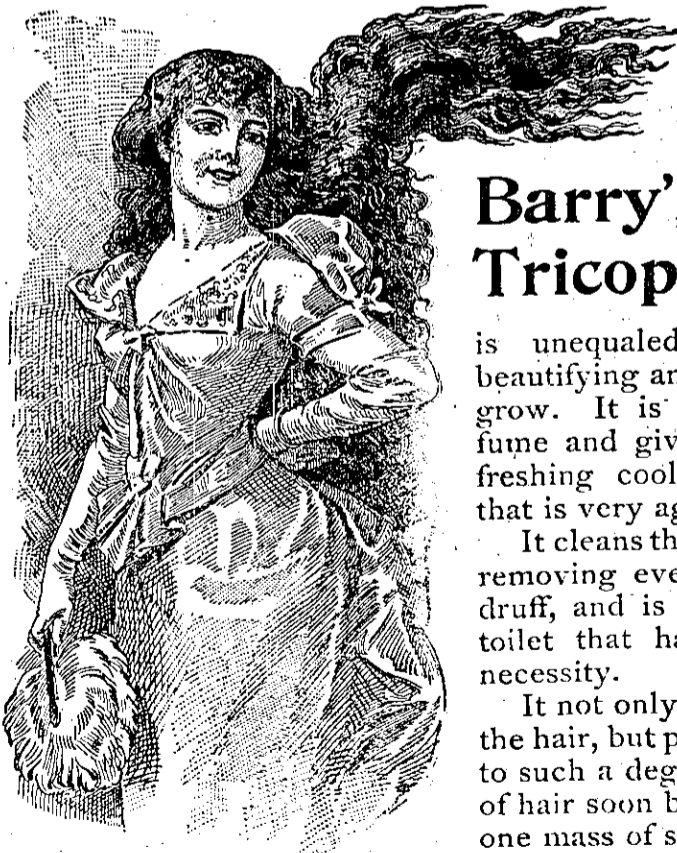 Barry'
Tricop
is unequaled
beautifying an
grow. It is
fume and giv
freshing cool
that is very ag
It cleans th
removing eve
druff, and is
toilet that ha
necessity.
It not only
the hair, but p
to such a deg
of hair soon b
one mass of s